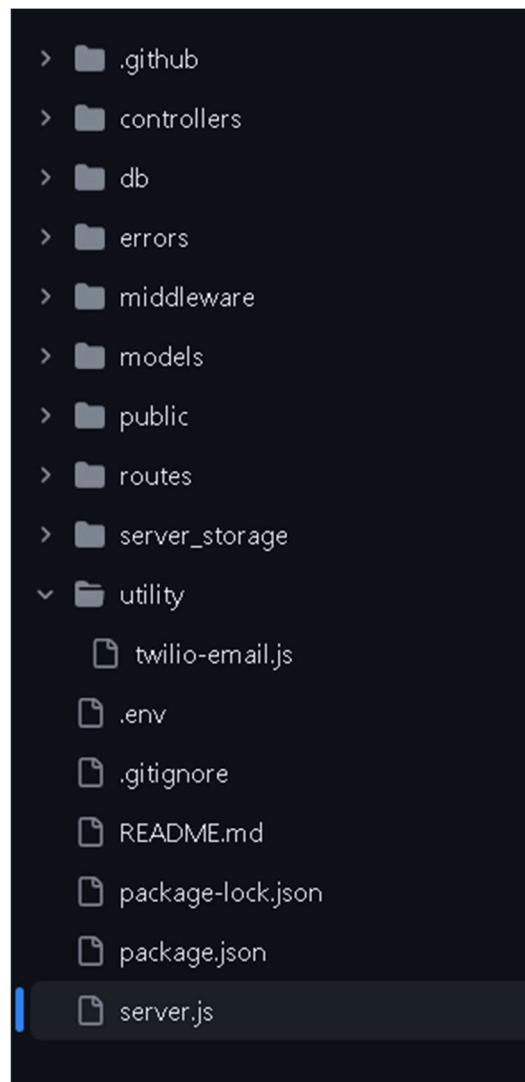 .github
controllers
db
errors
middleware
models
public
routes
server_storage
utility
twilio-email.js
.env
.gitignore
README.md
package-lock.json
package.json
server.js